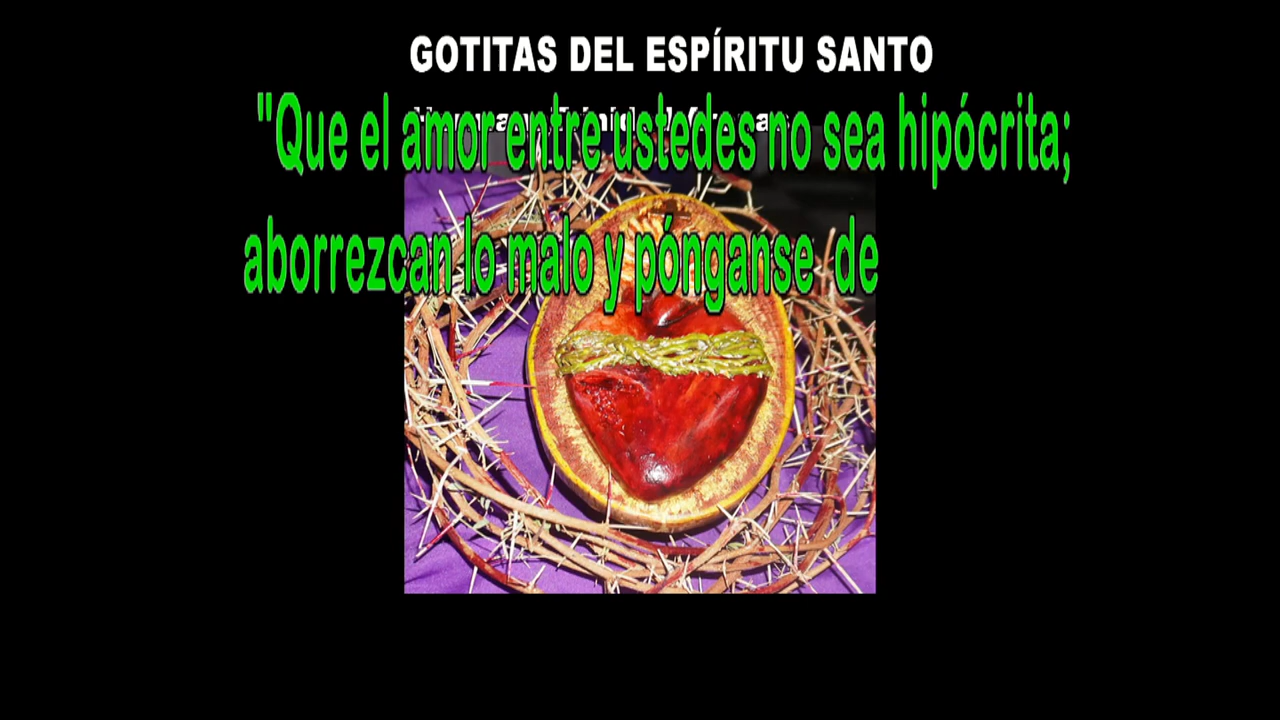 GOTITAS DEL ESPÍRITU SANTO
"Que el amor entre ustedes no sea hipócrita;
aborrezcan lo malo y pónganse de